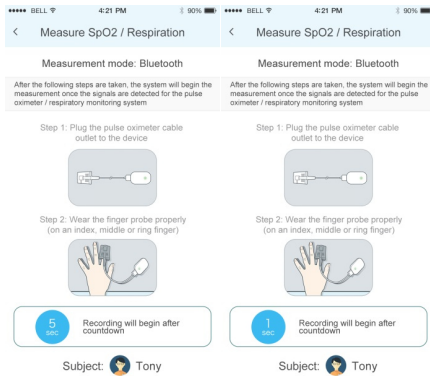 BELL 4:21 PM 90%
Measure SpO2 / Respiration
Measurement mode: Bluetooth
After the following steps are taken, the system will begin the
measurement once the signals are detected for the pulse
oximeter / respiratory monitoring system
Step 1: Plug the pulse oximeter cable
outlet to the device
Step 2: Wear the finger probe properly
(on an index, middle or ring finger)
5
sec
Recording will begin after
countdown
Subject: Tony
BELL 4:21 PM 90%
Measure SpO2 / Respiration
Measurement mode: Bluetooth
After the following steps are taken, the system will begin the
measurement once the signals are detected for the pulse
oximeter / respiratory monitoring system
Step 1: Plug the pulse oximeter cable
outlet to the device
Step 2: Wear the finger probe properly
(on an index, middle or ring finger)
1
sec
Recording will begin after
countdown
Subject: Tony